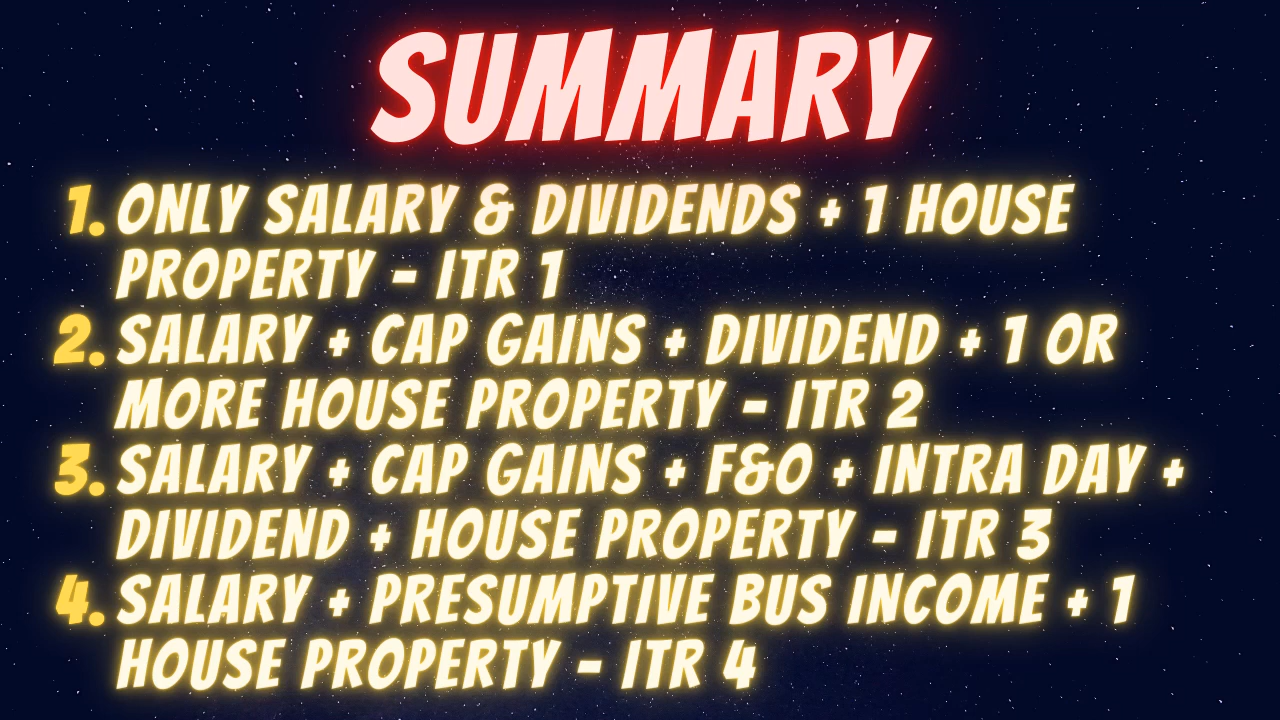 SUMMARY
1. ONLY SALARY & DIVIDENDS + 1 HOUSE
PROPERTY - ITR 1
2. SALARY + CAP GAINS + DIVIDEND + 1 OR
MORE HOUSE PROPERTY - ITR 2
3. SALARY + CAP GAINS + F&O + INTRA DAY +
DIVIDEND + HOUSE PROPERTY - ITR 3
4. SALARY + PRESUMPTIVE BUS INCOME + 1
HOUSE PROPERTY - ITR 4